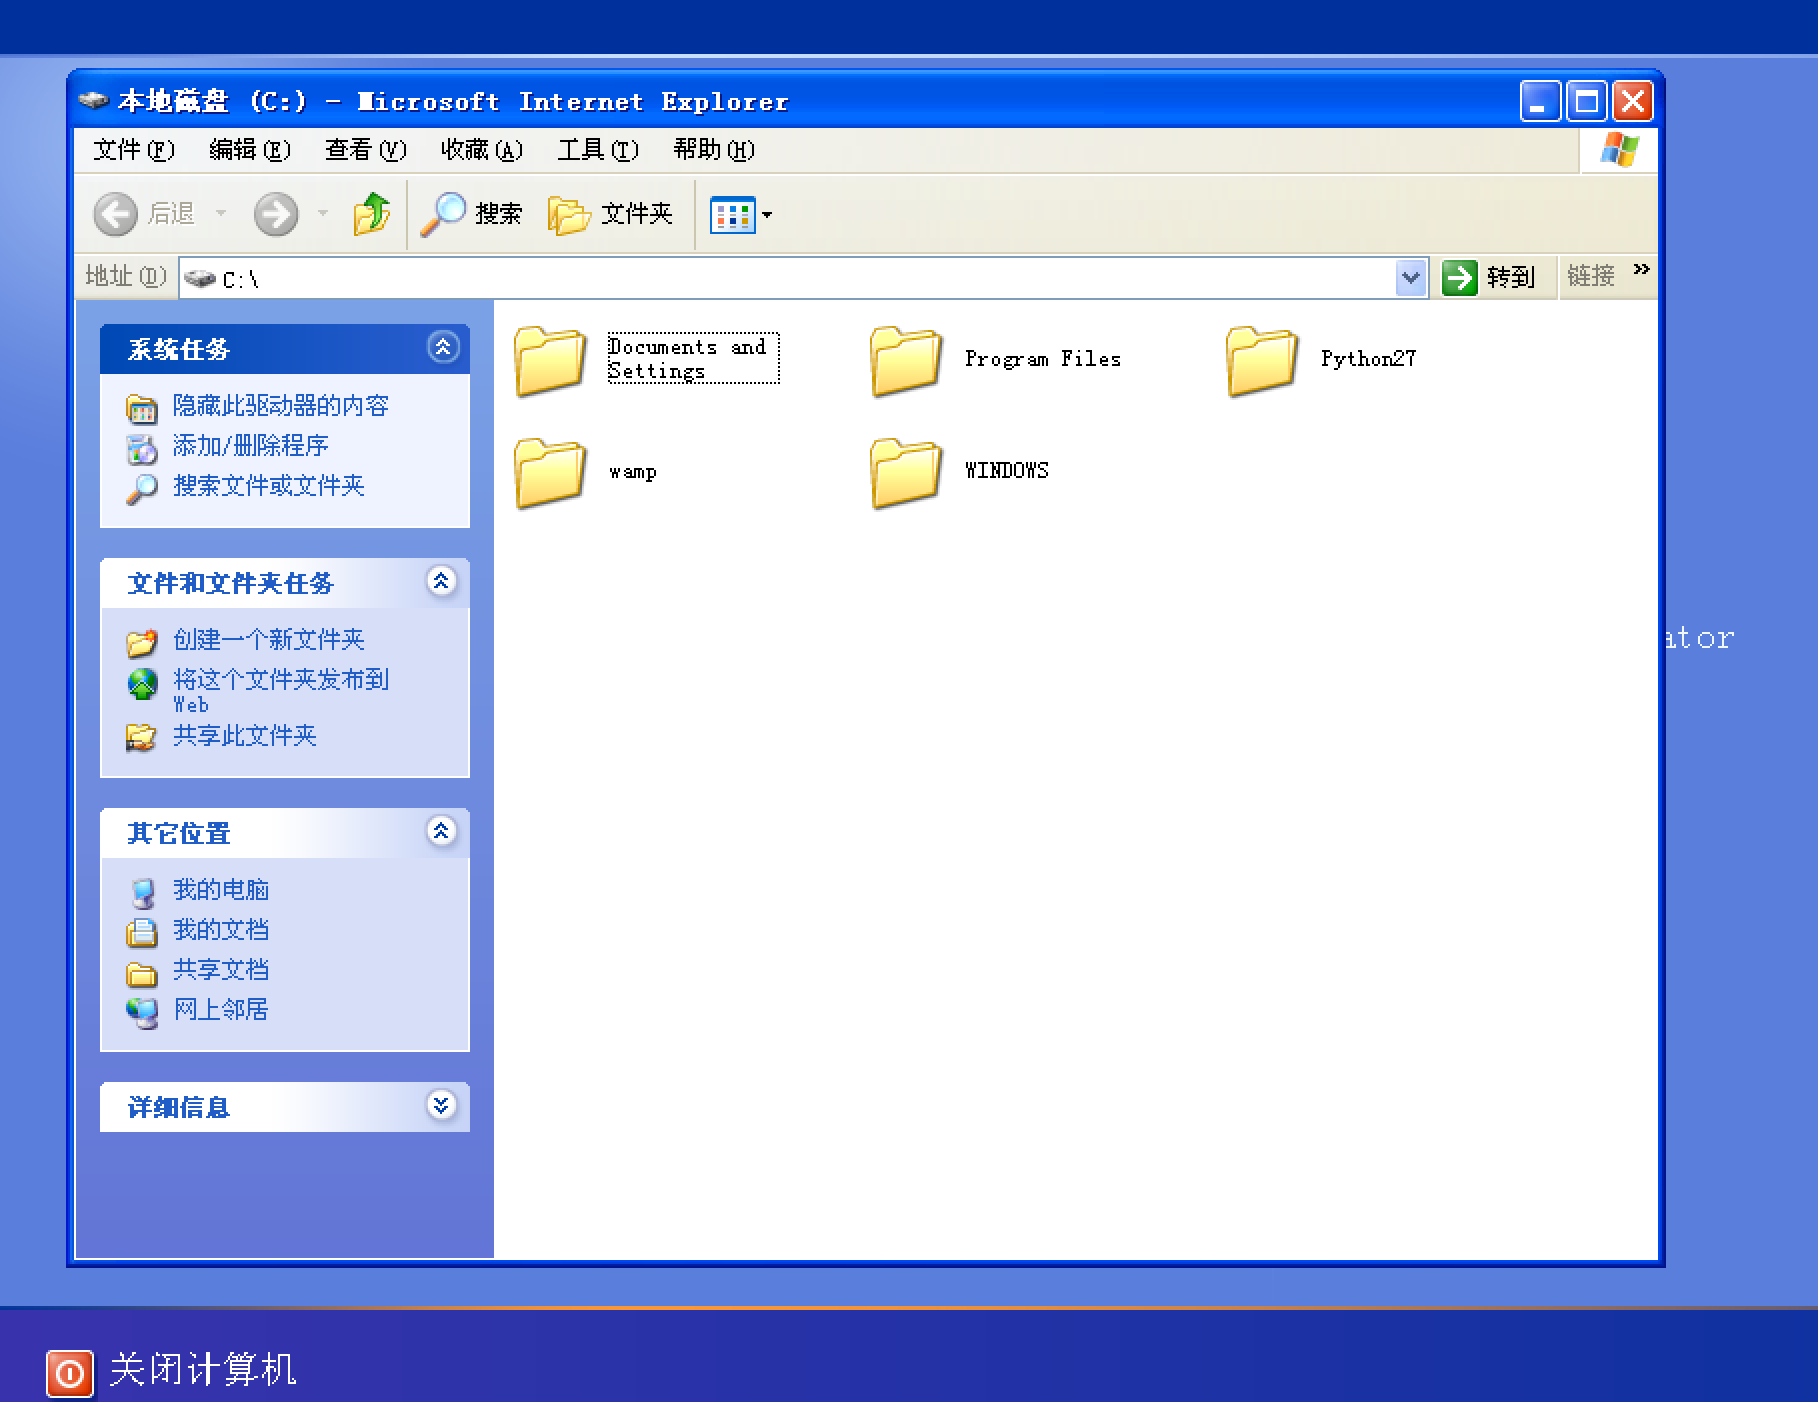 本地磁盘 (C:) - Microsoft Internet Explorer
文件(F) 编辑(E) 查看(V) 收藏(A) 工具(T) 帮助(H)
后退 搜索 文件夹
地址(D) C:\ 转到 链接 »
系统任务
隐藏此驱动器的内容
添加/删除程序
搜索文件或文件夹
文件和文件夹任务
创建一个新文件夹
将这个文件夹发布到
Web
共享此文件夹
其它位置
我的电脑
我的文档
共享文档
网上邻居
详细信息
Documents and
Settings
Program Files
Python27
wamp
WINDOWS
ator
关闭计算机